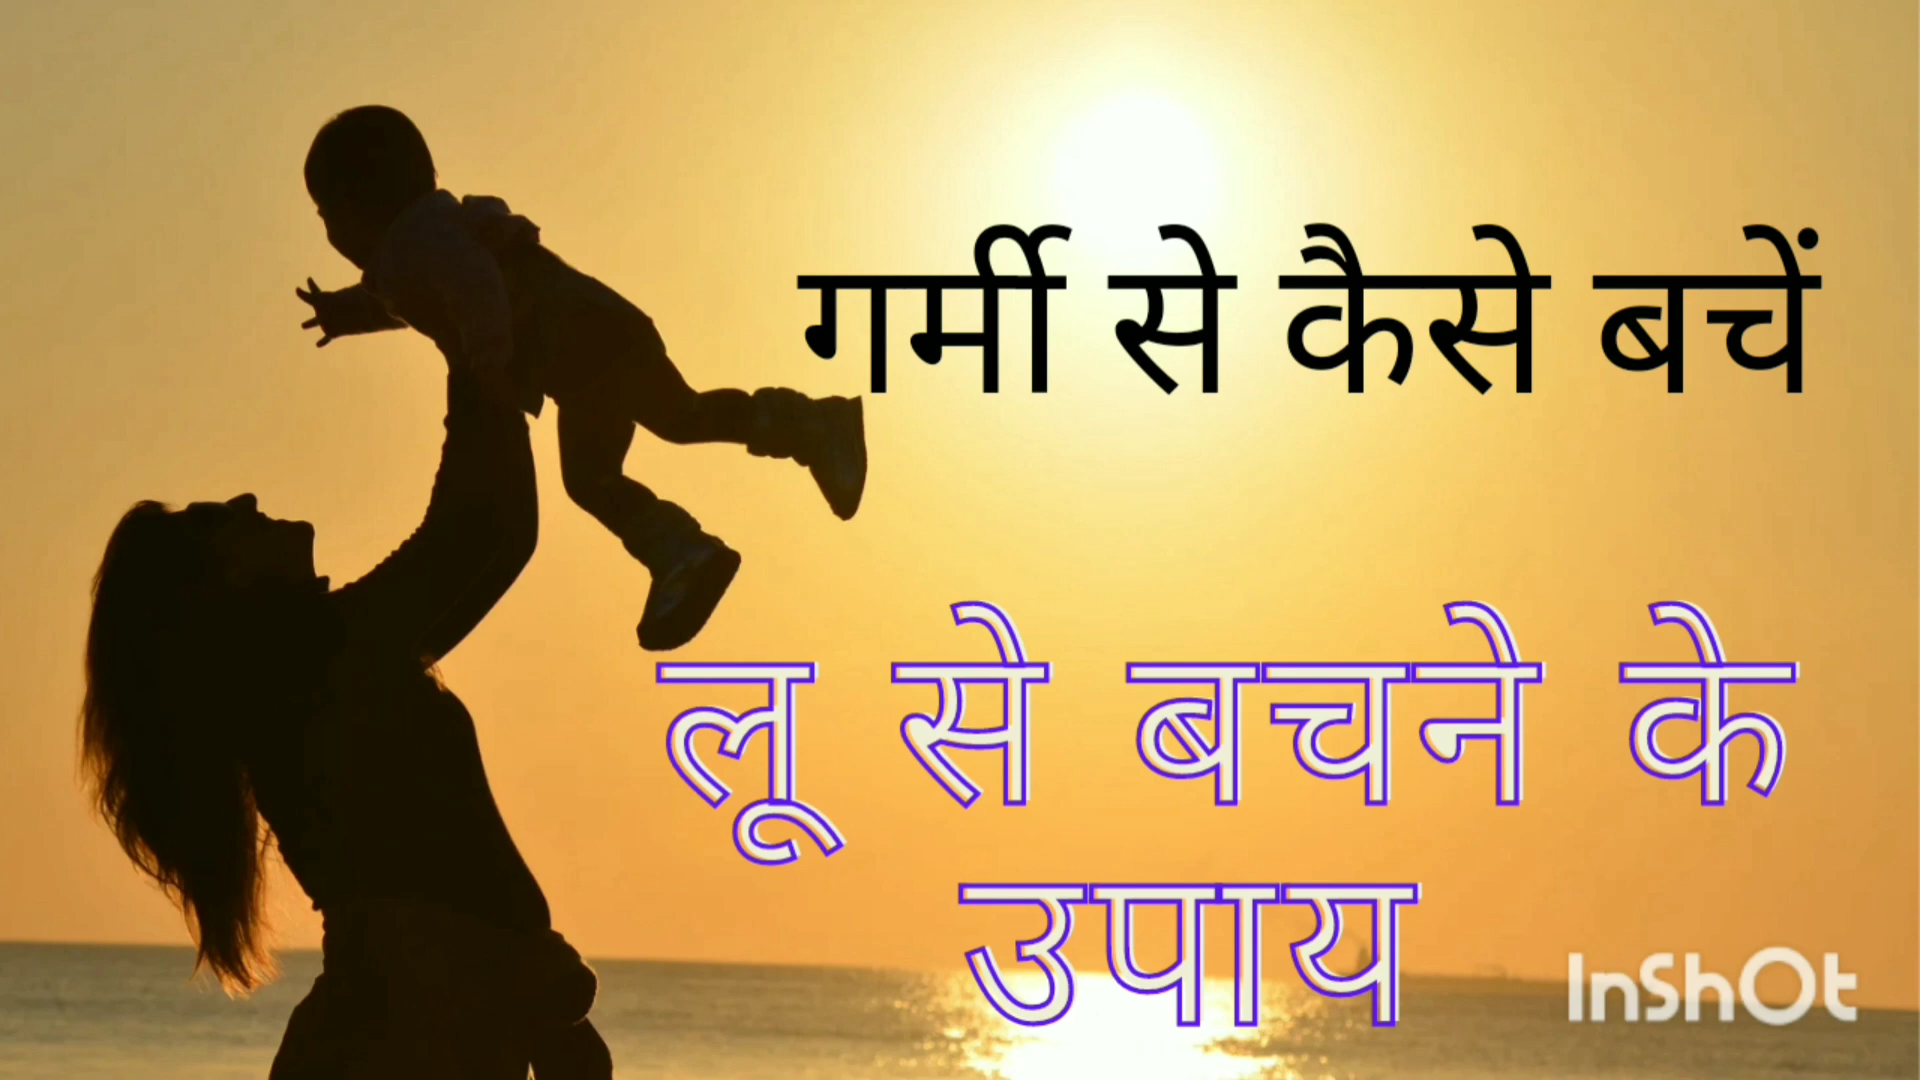 गर्मी से कैसे बचें
लू से बचने के
उपाय
InShOt